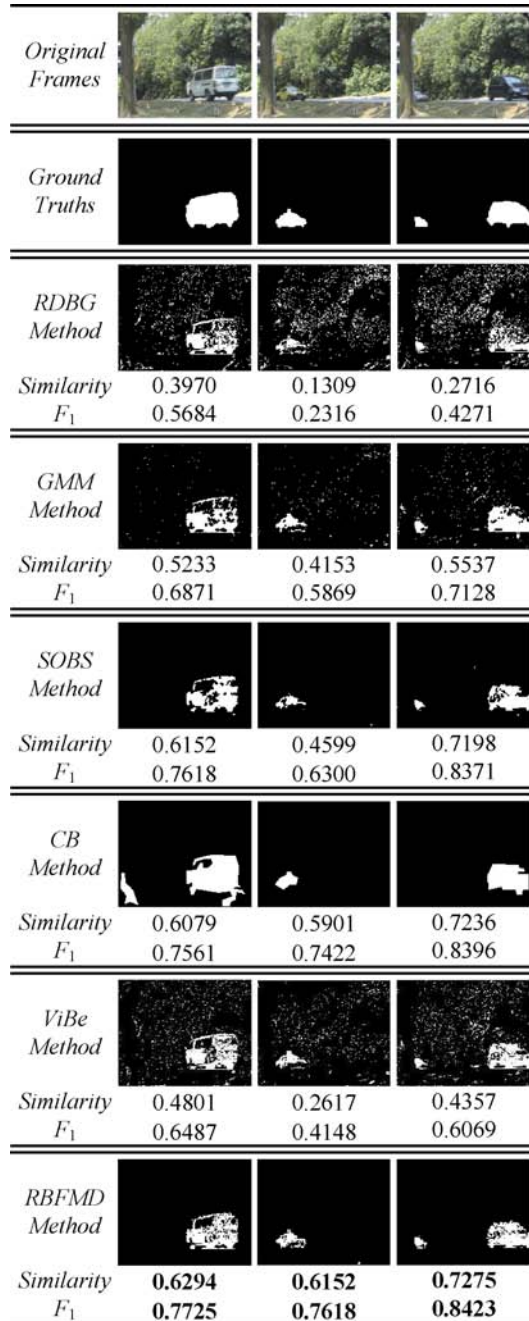 Original
Frames
Ground
Truths
RDBG
Method
Similarity 0.3970 0.1309 0.2716
F1 0.5684 0.2316 0.4271
GMM
Method
Similarity 0.5233 0.4153 0.5537
F1 0.6871 0.5869 0.7128
SOBS
Method
Similarity 0.6152 0.4599 0.7198
F1 0.7618 0.6300 0.8371
CB
Method
Similarity 0.6079 0.5901 0.7236
F1 0.7561 0.7422 0.8396
ViBe
Method
Similarity 0.4801 0.2617 0.4357
F1 0.6487 0.4148 0.6069
RBFMD
Method
Similarity 0.6294 0.6152 0.7275
F1 0.7725 0.7618 0.8423